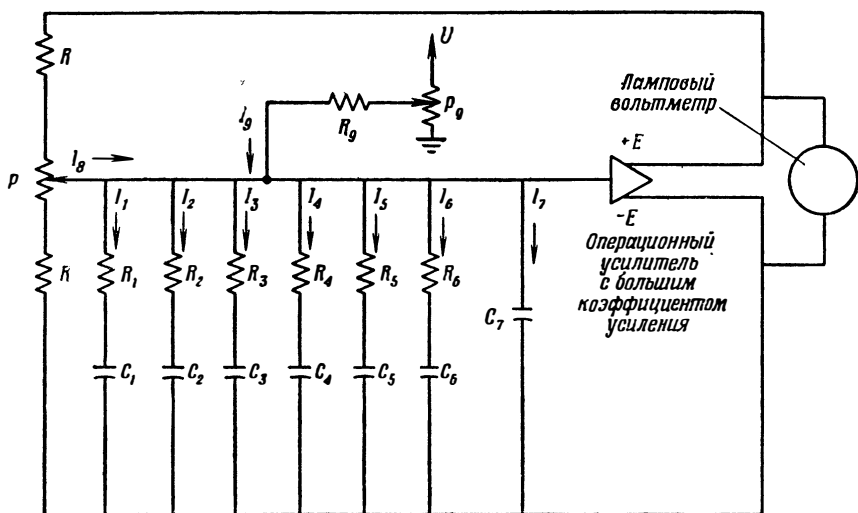 R
U
Ламповый
вольтметр
P
I₈
I₉
R₉
P₉
+E
I₁
I₂
I₃
I₄
I₅
I₆
I₇
-E
R
R₁
R₂
R₃
R₄
R₅
R₆
Операционный
усилитель
с большим
коэффициентом
усиления
C₇
C₁
C₂
C₃
C₄
C₅
C₆